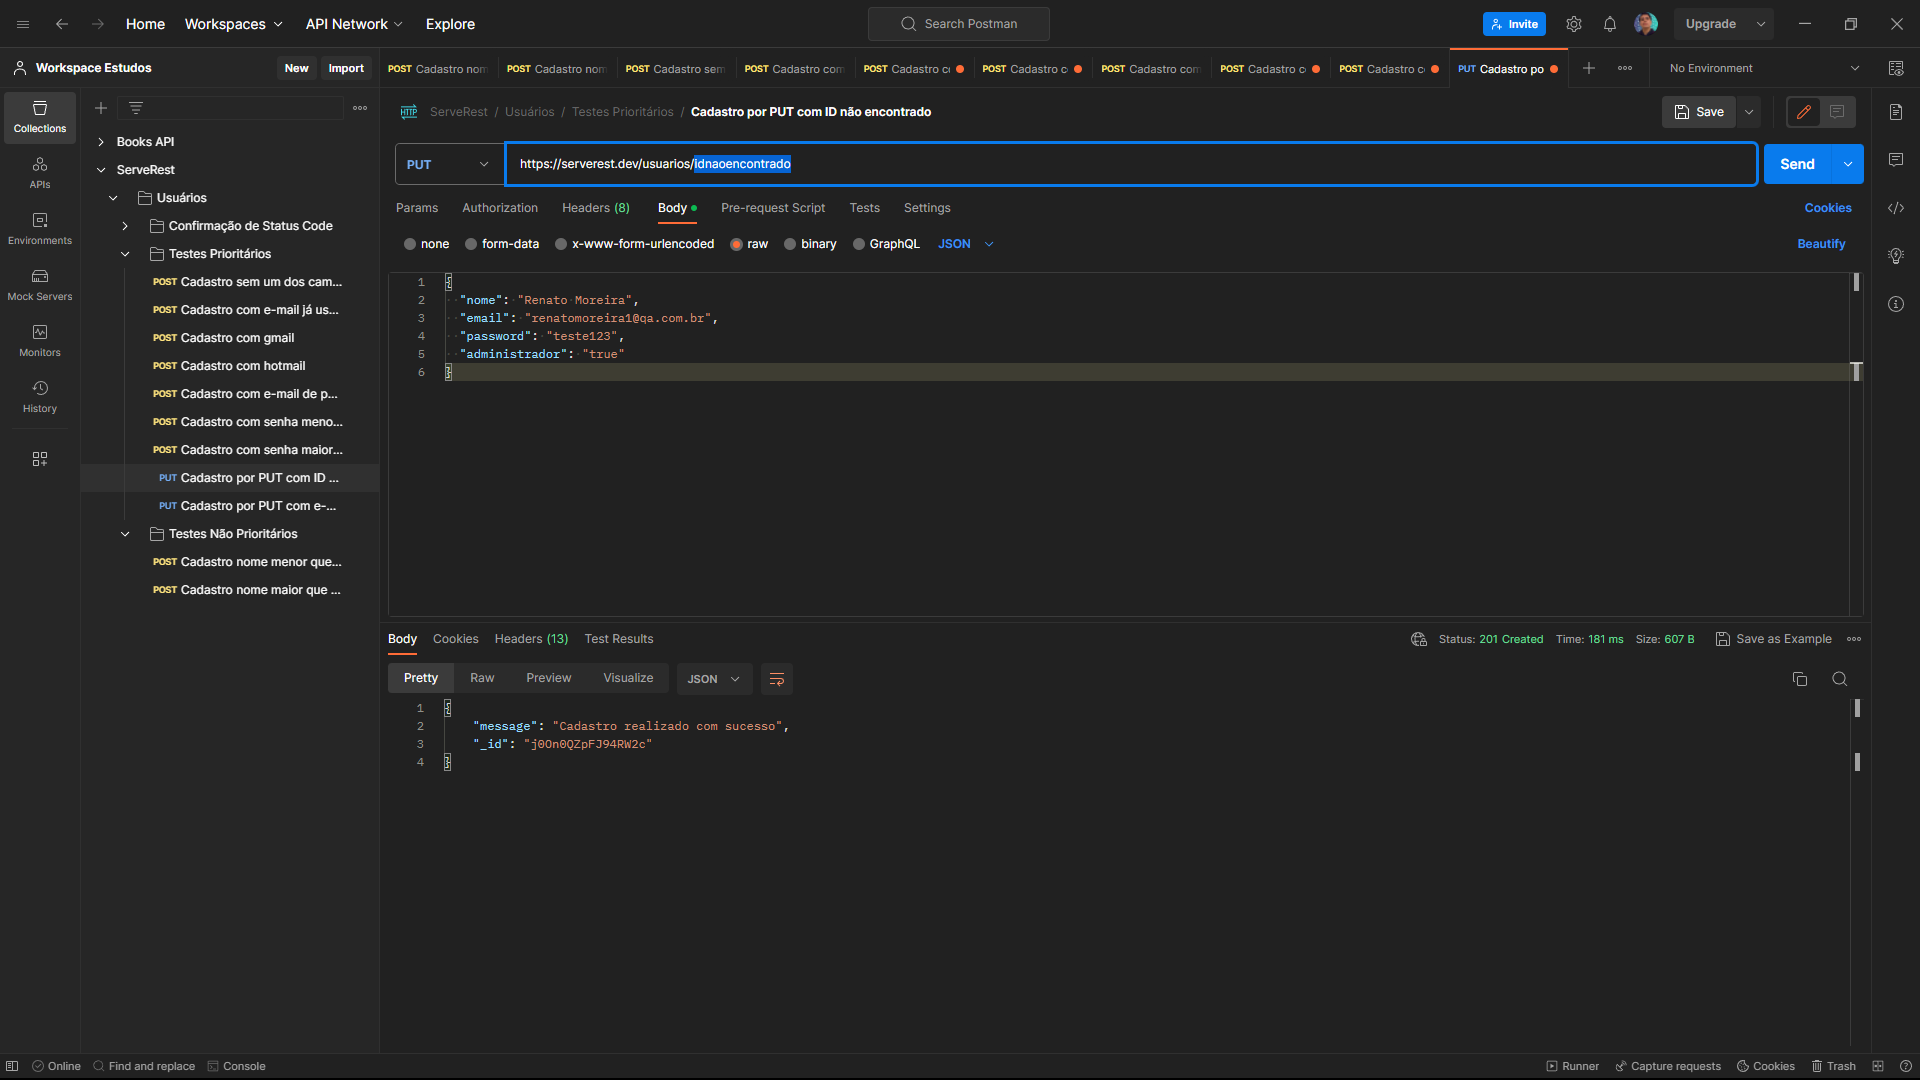 Home Workspaces API Network Explore Search Postman Invite Upgrade
Workspace Estudos New Import
POST Cadastro nom POST Cadastro nom POST Cadastro sem POST Cadastro com POST Cadastro c POST Cadastro c POST Cadastro com POST Cadastro c POST Cadastro c PUT Cadastro po No Environment
Collections
APIs
Environments
Mock Servers
Monitors
History
Books API
ServeRest
Usuários
Confirmação de Status Code
Testes Prioritários
POST Cadastro sem um dos cam...
POST Cadastro com e-mail já us...
POST Cadastro com gmail
POST Cadastro com hotmail
POST Cadastro com e-mail de p...
POST Cadastro com senha meno...
POST Cadastro com senha maior...
PUT Cadastro por PUT com ID ...
PUT Cadastro por PUT com e-...
Testes Não Prioritários
POST Cadastro nome menor que...
POST Cadastro nome maior que ...
HTTP ServeRest / Usuários / Testes Prioritários / Cadastro por PUT com ID não encontrado Save
PUT https://serverest.dev/usuarios/idnaoencontrado Send
Params Authorization Headers (8) Body Pre-request Script Tests Settings Cookies
none form-data x-www-form-urlencoded raw binary GraphQL JSON Beautify
1 {
2 "nome": "Renato Moreira",
3 "email": "renatomoreira1@qa.com.br",
4 "password": "teste123",
5 "administrador": "true"
6 }
Body Cookies Headers (13) Test Results Status: 201 Created Time: 181 ms Size: 607 B Save as Example
Pretty Raw Preview Visualize JSON
1 {
2 "message": "Cadastro realizado com sucesso",
3 "_id": "j0On0QZpFJ94RW2c"
4 }
Online Find and replace Console Runner Capture requests Cookies Trash